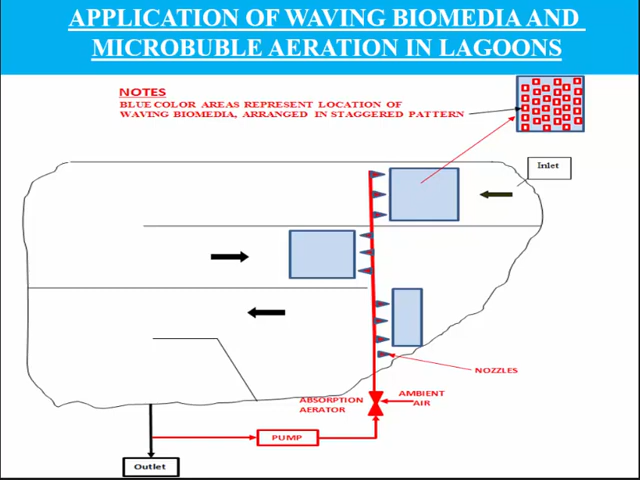 APPLICATION OF WAVING BIOMEDIA AND
MICROBUBLE AERATION IN LAGOONS
NOTES
BLUE COLOR AREAS REPRESENT LOCATION OF
WAVING BIOMEDIA, ARRANGED IN STAGGERED PATTERN
Inlet
NOZZLES
ABSORPTION
AERATOR
AMBIENT
AIR
PUMP
Outlet